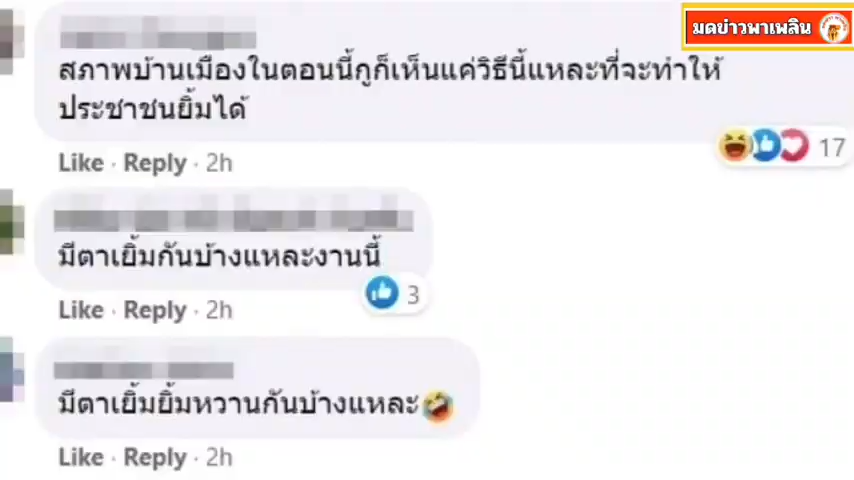 มดข่าวพาเพลิน
สภาพบ้านเมืองในตอนนี้กูก็เห็นแค่วิธีนี้แหละที่จะทำให้
ประชาชนยิ้มได้
17
Like · Reply · 2h
มีตาเยิ้มกันบ้างแหละงานนี้
3
Like · Reply · 2h
มีตาเยิ้มยิ้มหวานกันบ้างแหละ🤣
Like · Reply · 2h